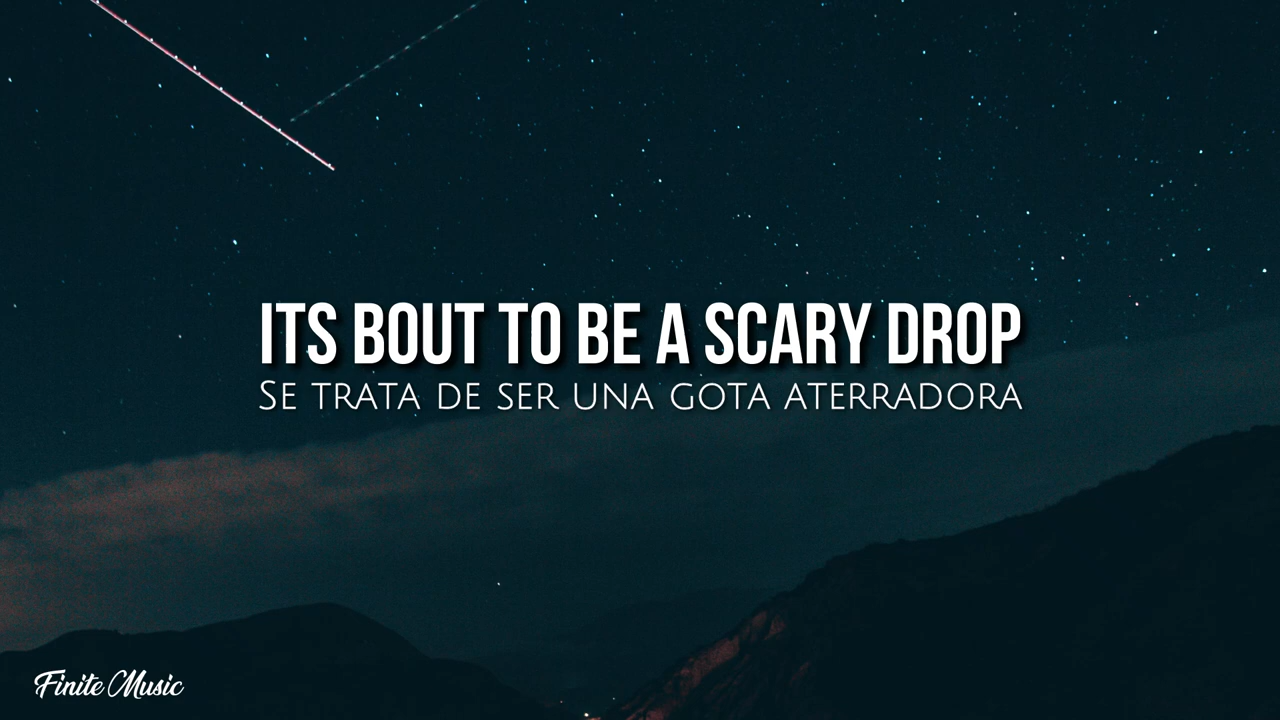 ITS BOUT TO BE A SCARY DROP
SE TRATA DE SER UNA GOTA ATERRADORA
Finite Music